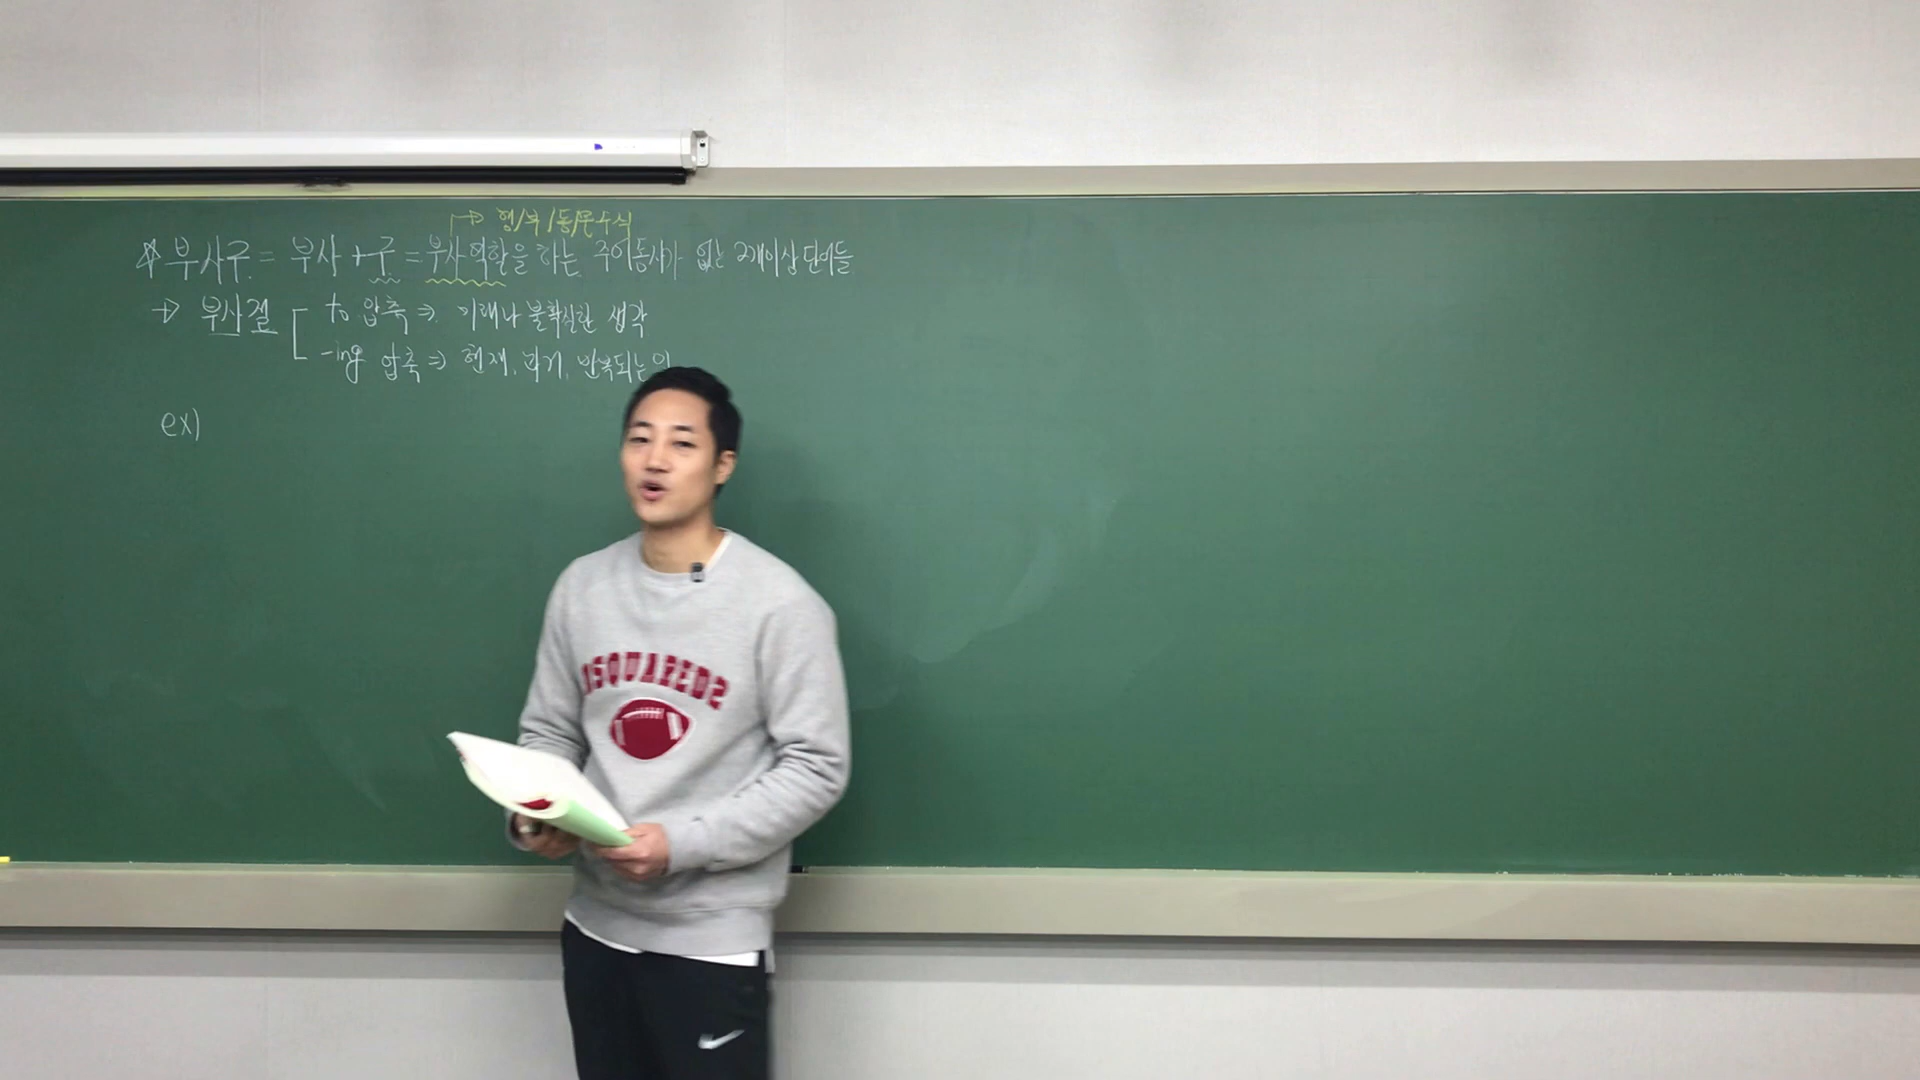 → 형/부/동/문수식
☆ 부사구 = 부사+구 = 부사역할을 하는 주어동사가 없는 2개이상 단어들
→ 부사절 [ to 압축 ⇒ 미래나 불확실한 생각
-ing 압축 ⇒ 현재, 과거, 반복되는 일
ex)
DSQUARED2